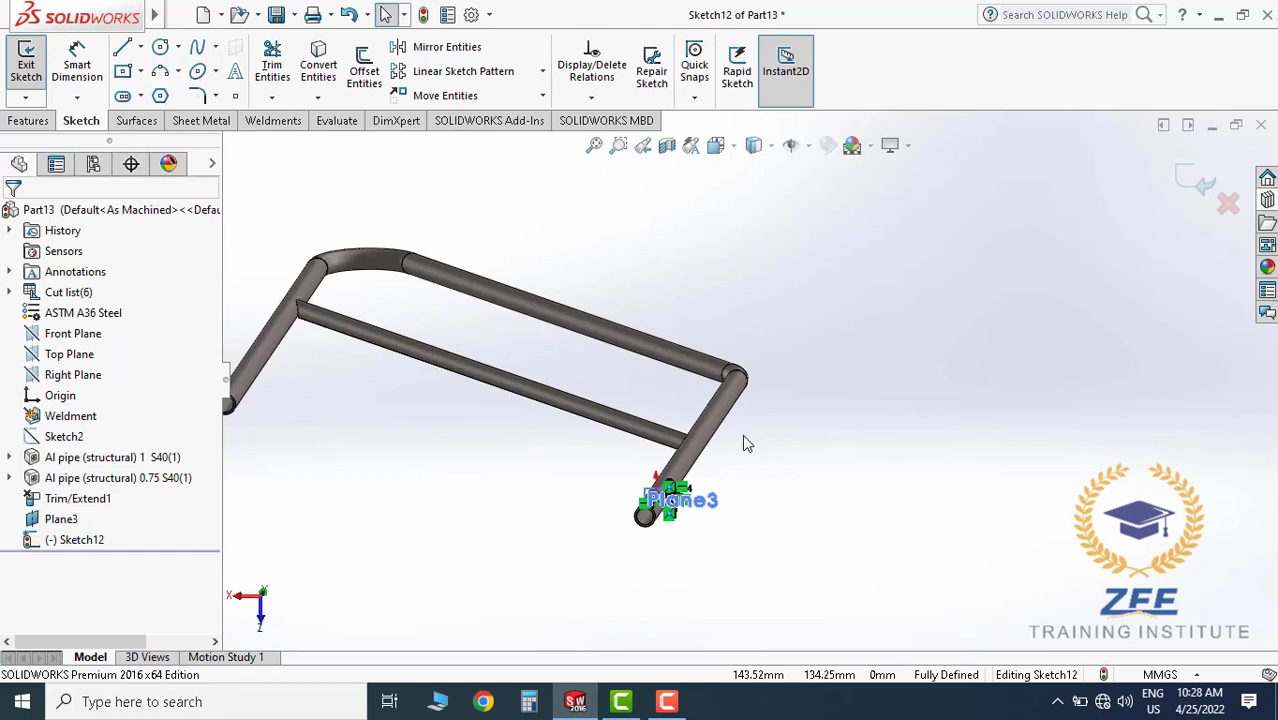 SOLIDWORKS
Sketch12 of Part13 *
Search SOLIDWORKS Help
Exit Sketch
Smart Dimension
Trim Entities
Convert Entities
Offset Entities
Mirror Entities
Linear Sketch Pattern
Move Entities
Display/Delete Relations
Repair Sketch
Quick Snaps
Rapid Sketch
Instant2D
Features
Sketch
Surfaces
Sheet Metal
Weldments
Evaluate
DimXpert
SOLIDWORKS Add-Ins
SOLIDWORKS MBD
Part13 (Default<As Machined><<Defau
History
Sensors
Annotations
Cut list(6)
ASTM A36 Steel
Front Plane
Top Plane
Right Plane
Origin
Weldment
Sketch2
AI pipe (structural) 1 S40(1)
AI pipe (structural) 0.75 S40(1)
Trim/Extend1
Plane3
(-) Sketch12
Plane3
X
Y
Z
ZFE
TRAINING INSTITUTE
Model
3D Views
Motion Study 1
SOLIDWORKS Premium 2016 x64 Edition
143.52mm
134.25mm
0mm
Fully Defined
Editing Sketch12
MMGS
Type here to search
SW
2016
ENG
US
10:28 AM
4/25/2022